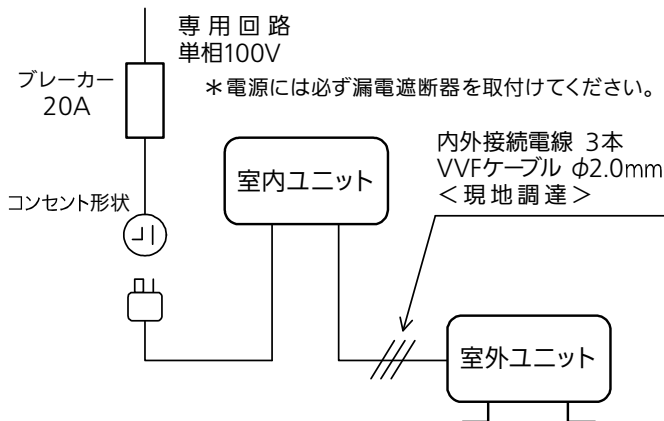 専用回路
単相100V
ブレーカー
20A
＊電源には必ず漏電遮断器を取付けてください。
内外接続電線 3本
VVFケーブル φ2.0mm
＜現地調達＞
室内ユニット
コンセント形状
室外ユニット